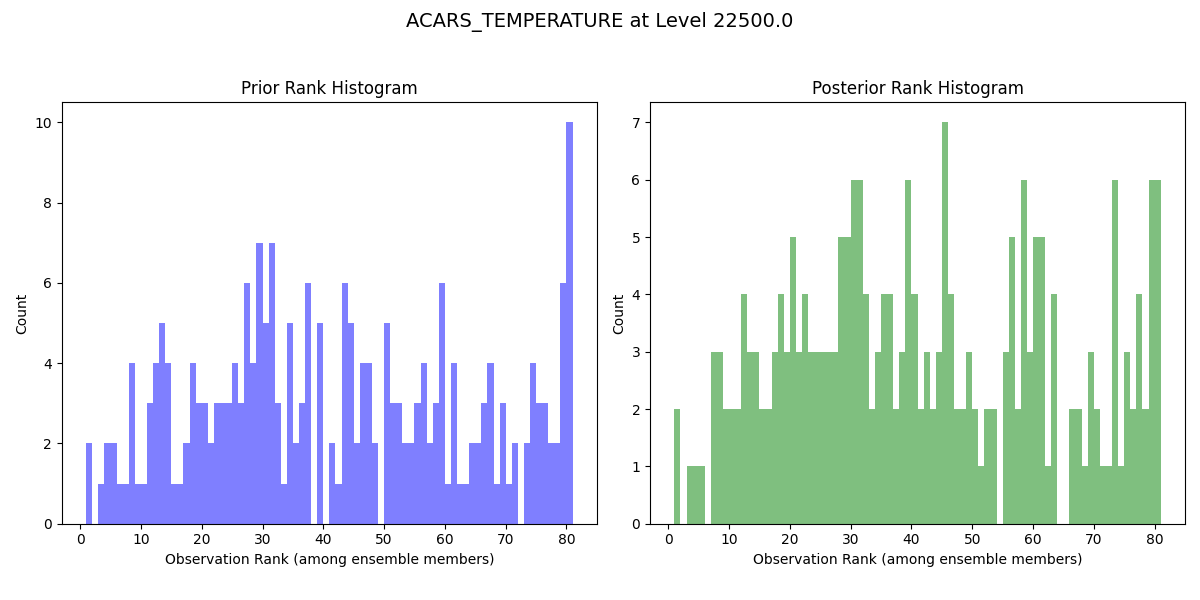 ACARS_TEMPERATURE at Level 22500.0
Prior Rank Histogram
Count
10
8
6
4
2
0
0 10 20 30 40 50 60 70 80
Observation Rank (among ensemble members)
Posterior Rank Histogram
Count
7
6
5
4
3
2
1
0
0 10 20 30 40 50 60 70 80
Observation Rank (among ensemble members)